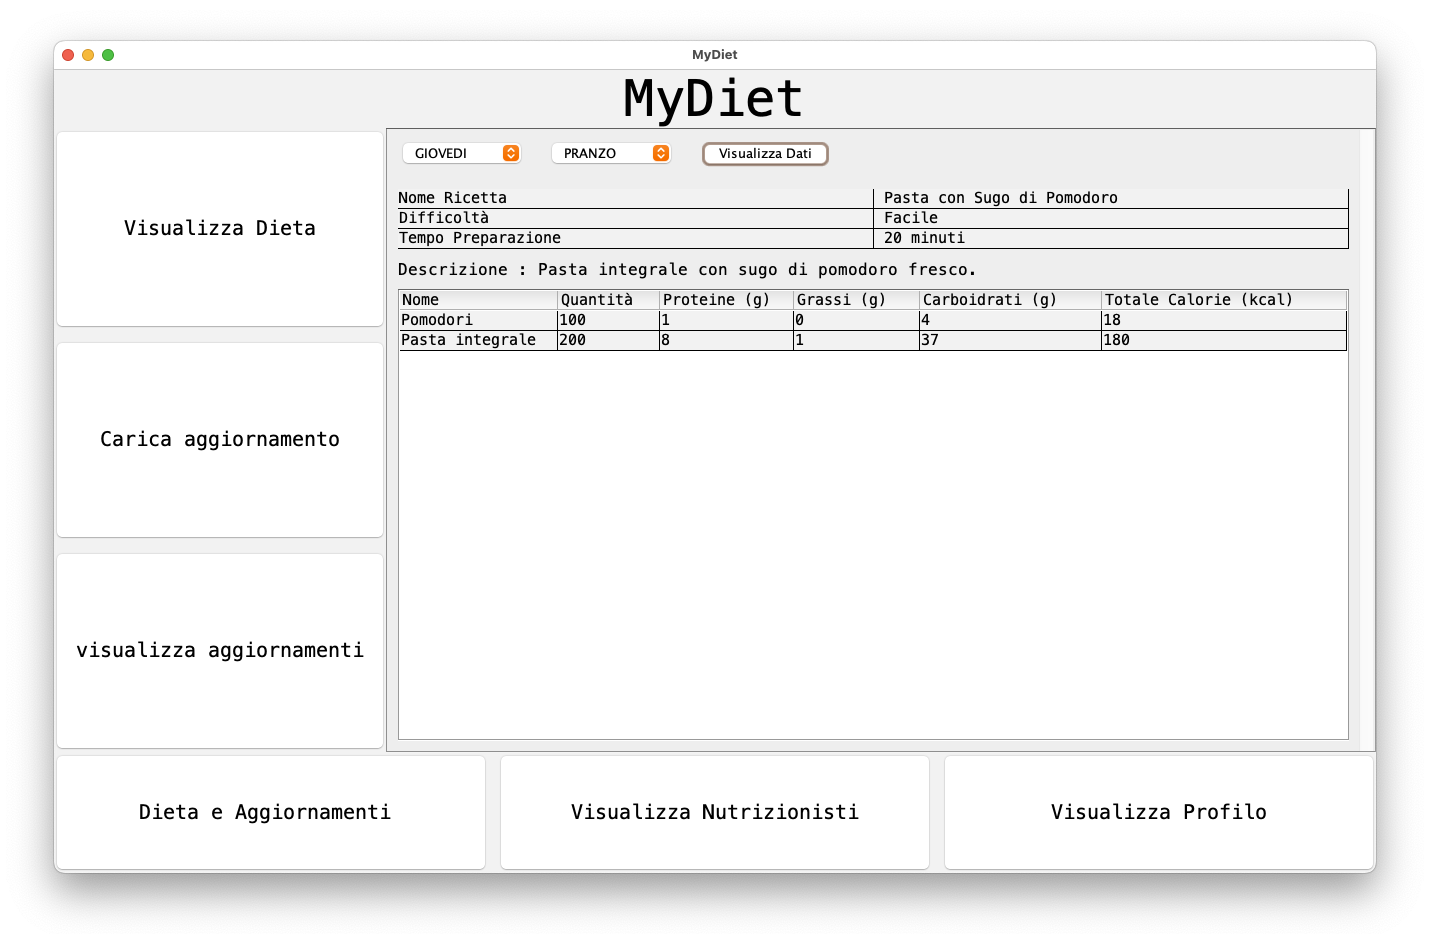 MyDiet
MyDiet
GIOVEDI PRANZO Visualizza Dati
Visualizza Dieta
Carica aggiornamento
visualizza aggiornamenti
Nome Ricetta Pasta con Sugo di Pomodoro
Difficoltà Facile
Tempo Preparazione 20 minuti
Descrizione : Pasta integrale con sugo di pomodoro fresco.
Nome Quantità Proteine (g) Grassi (g) Carboidrati (g) Totale Calorie (kcal)
Pomodori 100 1 0 4 18
Pasta integrale 200 8 1 37 180
Dieta e Aggiornamenti Visualizza Nutrizionisti Visualizza Profilo